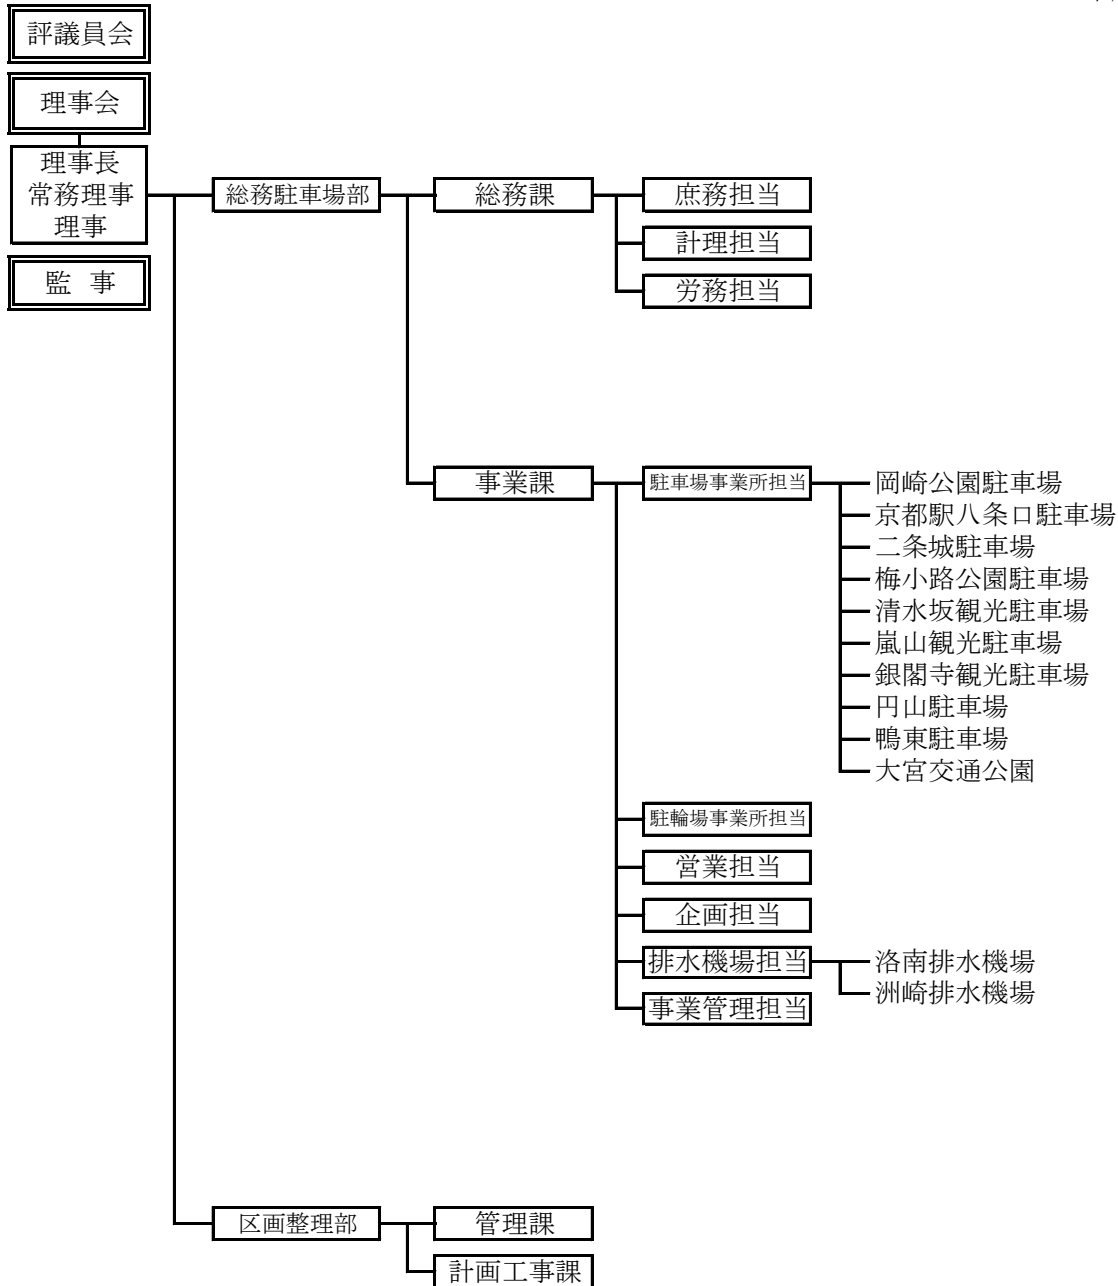 評議員会
理事会
理事長
常務理事
理事
監 事
総務駐車場部
総務課
庶務担当
計理担当
労務担当
事業課
駐車場事業所担当
岡崎公園駐車場
京都駅八条口駐車場
二条城駐車場
梅小路公園駐車場
清水坂観光駐車場
嵐山観光駐車場
銀閣寺観光駐車場
円山駐車場
鴨東駐車場
大宮交通公園
駐輪場事業所担当
営業担当
企画担当
排水機場担当
洛南排水機場
洲崎排水機場
事業管理担当
区画整理部
管理課
計画工事課